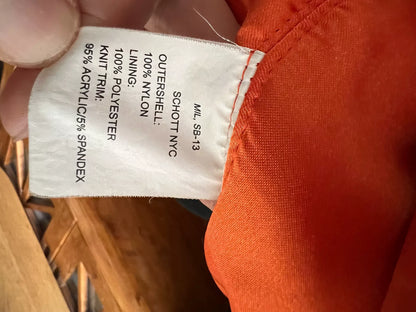 MIL, SB-13
SCHOTT NYC
OUTERSHELL:
100% NYLON
LINING:
100% POLYESTER
KNIT TRIM:
95% ACRYLIC/5% SPANDEX